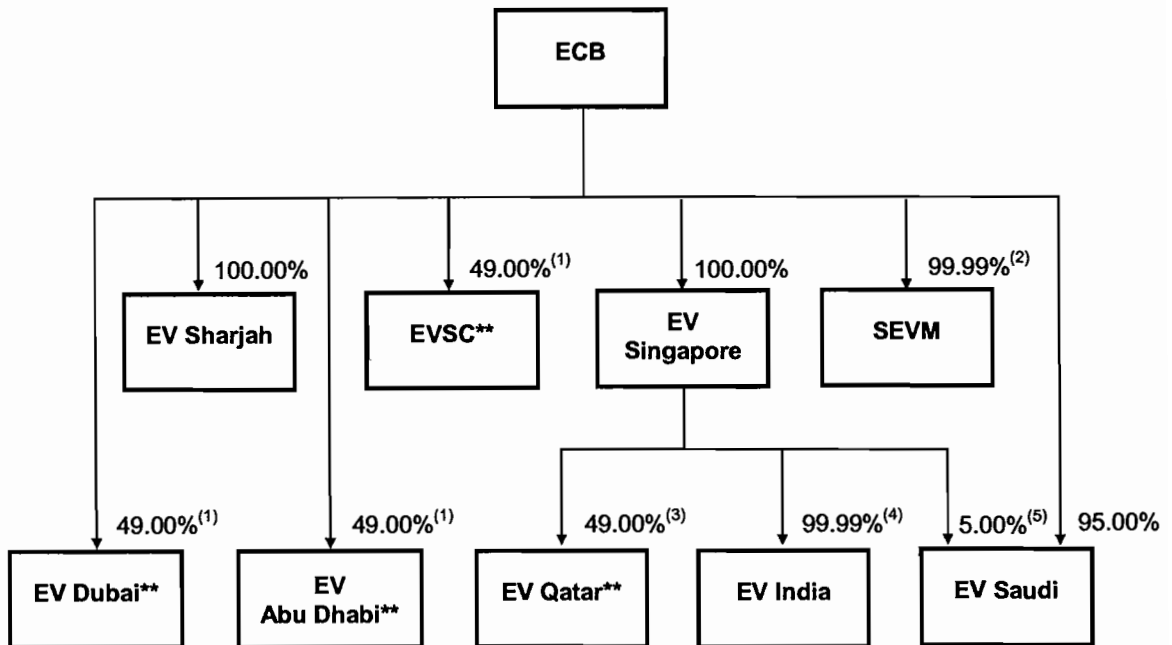 ECB
100.00%
49.00%(1)
100.00%
99.99%(2)
EV Sharjah
EVSC**
EV
Singapore
SEVM
49.00%(1)
49.00%(1)
49.00%(3)
99.99%(4)
5.00%(5)
95.00%
EV Dubai**
EV
Abu Dhabi**
EV Qatar**
EV India
EV Saudi